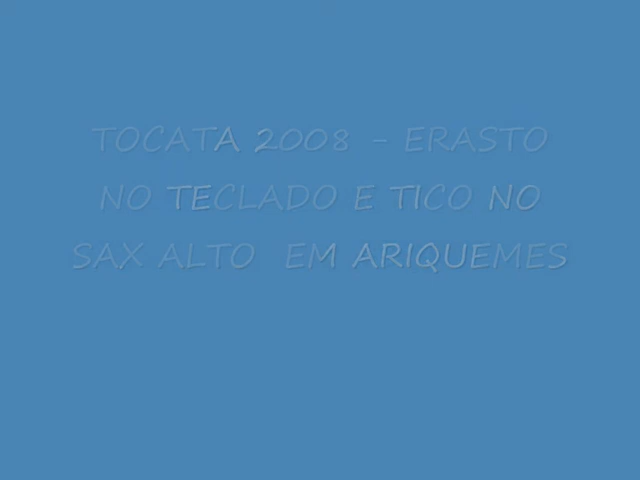 TOCATA 2008 - ERASTO
NO TECLADO E TICO NO
SAX ALTO EM ARIQUEMES